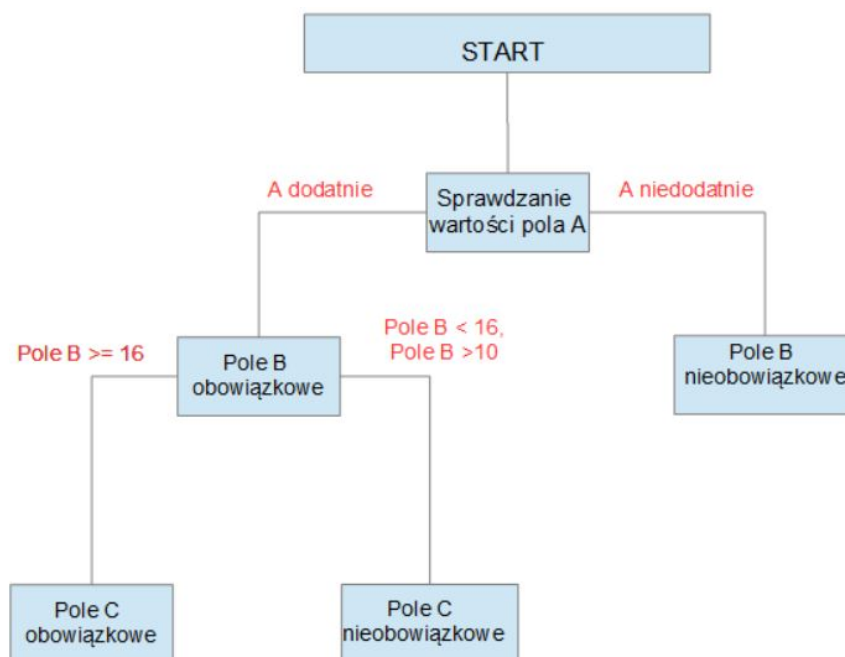 START
A dodatnie
Sprawdzanie
wartości pola A
A niedodatnie
Pole B >= 16
Pole B
obowiązkowe
Pole B < 16,
Pole B >10
Pole B
nieobowiązkowe
Pole C
obowiązkowe
Pole C
nieobowiązkowe